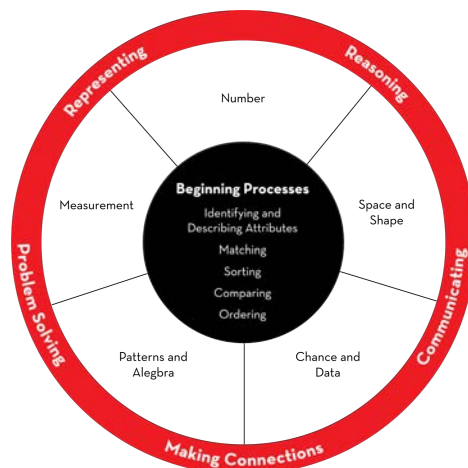 Representing
Reasoning
Number
Beginning Processes
Identifying and
Describing Attributes
Matching
Sorting
Comparing
Ordering
Measurement
Space and
Shape
Problem Solving
Communicating
Patterns and
Alegbra
Chance and
Data
Making Connections